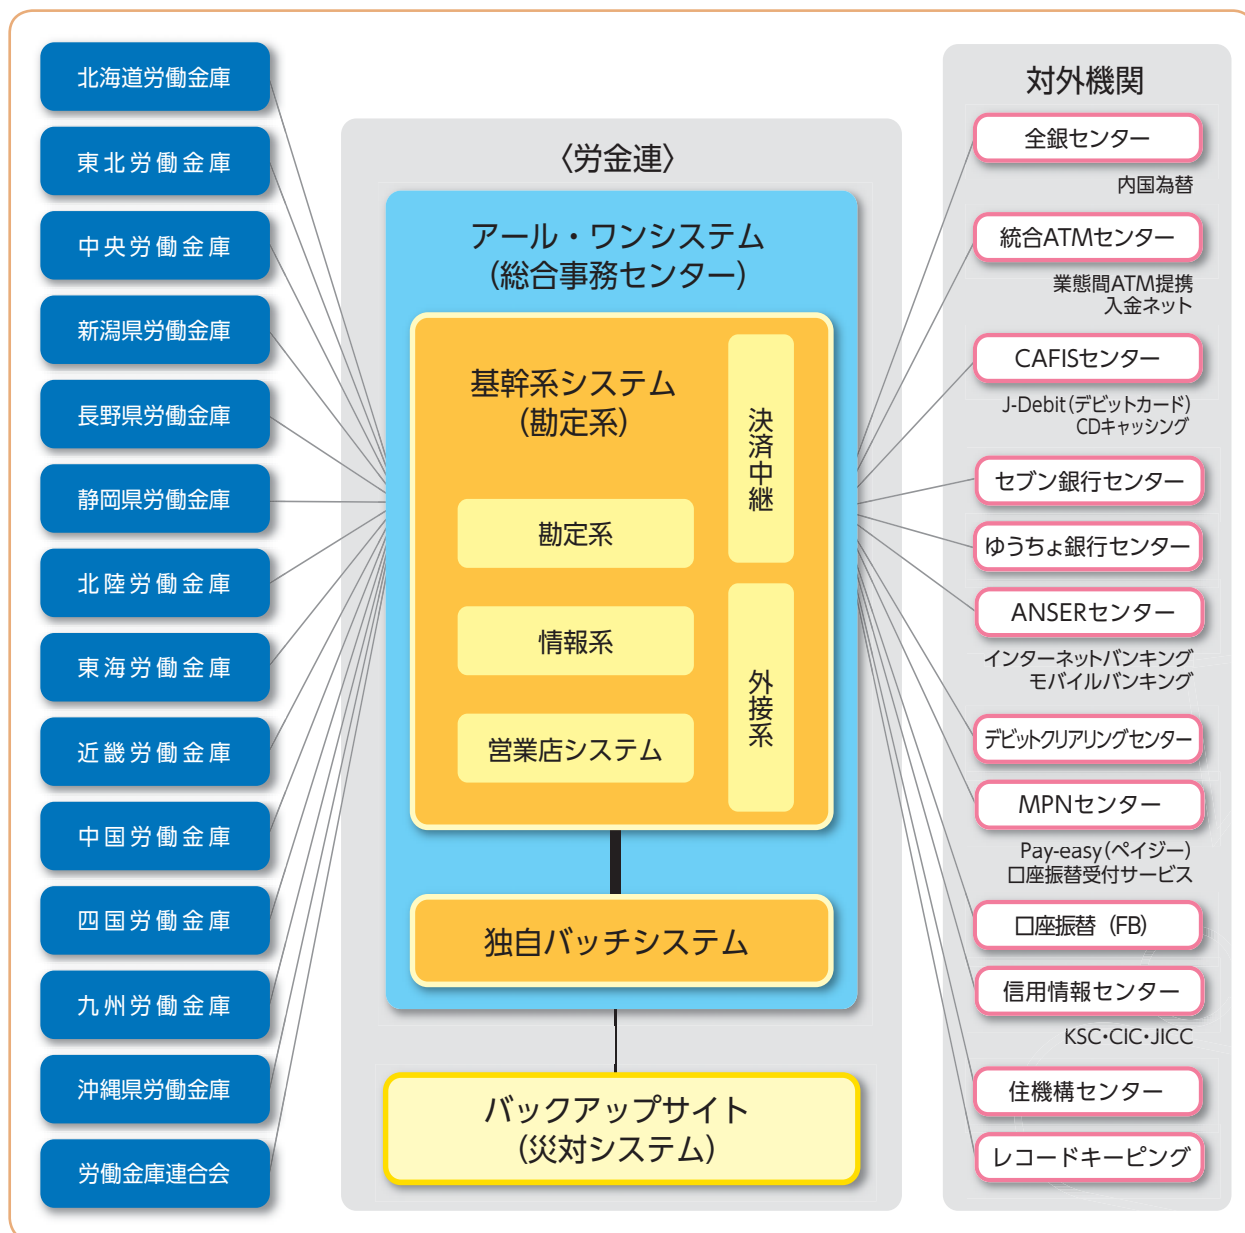 北海道労働金庫
東北労働金庫
中央労働金庫
新潟県労働金庫
長野県労働金庫
静岡県労働金庫
北陸労働金庫
東海労働金庫
近畿労働金庫
中国労働金庫
四国労働金庫
九州労働金庫
沖縄県労働金庫
労働金庫連合会
〈労金連〉
アール・ワンシステム
(総合事務センター)
基幹系システム
(勘定系)
決済中継
勘定系
情報系
営業店システム
外接系
独自バッチシステム
バックアップサイト
(災対システム)
対外機関
全銀センター
内国為替
統合ATMセンター
業態間ATM提携
入金ネット
CAFISセンター
J-Debit(デビットカード)
CDキャッシング
セブン銀行センター
ゆうちょ銀行センター
ANSERセンター
インターネットバンキング
モバイルバンキング
デビットクリアリングセンター
MPNセンター
Pay-easy(ペイジー)
口座振替受付サービス
口座振替 (FB)
信用情報センター
KSC・CIC・JICC
住機構センター
レコードキーピング